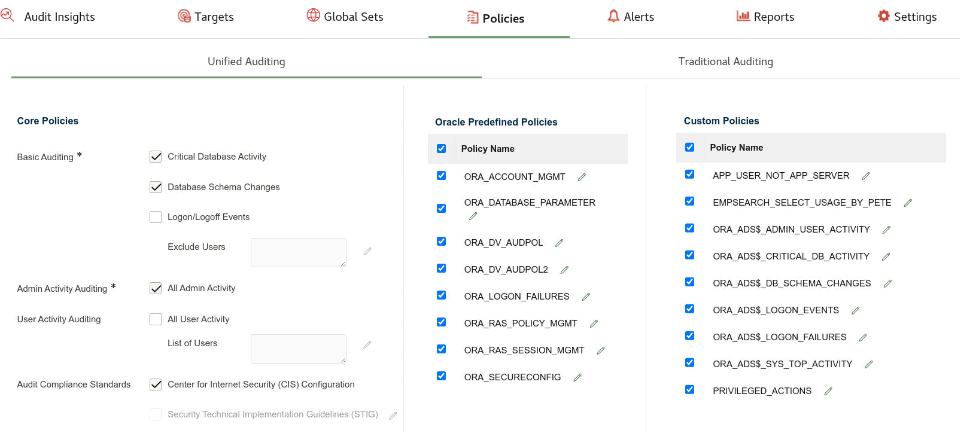 Audit Insights
Targets
Global Sets
Policies
Alerts
Reports
Settings
Unified Auditing
Traditional Auditing
Core Policies
Basic Auditing *
Critical Database Activity
Database Schema Changes
Logon/Logoff Events
Exclude Users
Admin Activity Auditing *
All Admin Activity
User Activity Auditing
All User Activity
List of Users
Audit Compliance Standards
Center for Internet Security (CIS) Configuration
Security Technical Implementation Guidelines (STIG)
Oracle Predefined Policies
Policy Name
ORA_ACCOUNT_MGMT
ORA_DATABASE_PARAMETER
ORA_DV_AUDPOL
ORA_DV_AUDPOL2
ORA_LOGON_FAILURES
ORA_RAS_POLICY_MGMT
ORA_RAS_SESSION_MGMT
ORA_SECURECONFIG
Custom Policies
Policy Name
APP_USER_NOT_APP_SERVER
EMPSEARCH_SELECT_USAGE_BY_PETE
ORA_ADS$_ADMIN_USER_ACTIVITY
ORA_ADS$_CRITICAL_DB_ACTIVITY
ORA_ADS$_DB_SCHEMA_CHANGES
ORA_ADS$_LOGON_EVENTS
ORA_ADS$_LOGON_FAILURES
ORA_ADS$_SYS_TOP_ACTIVITY
PRIVILEGED_ACTIONS